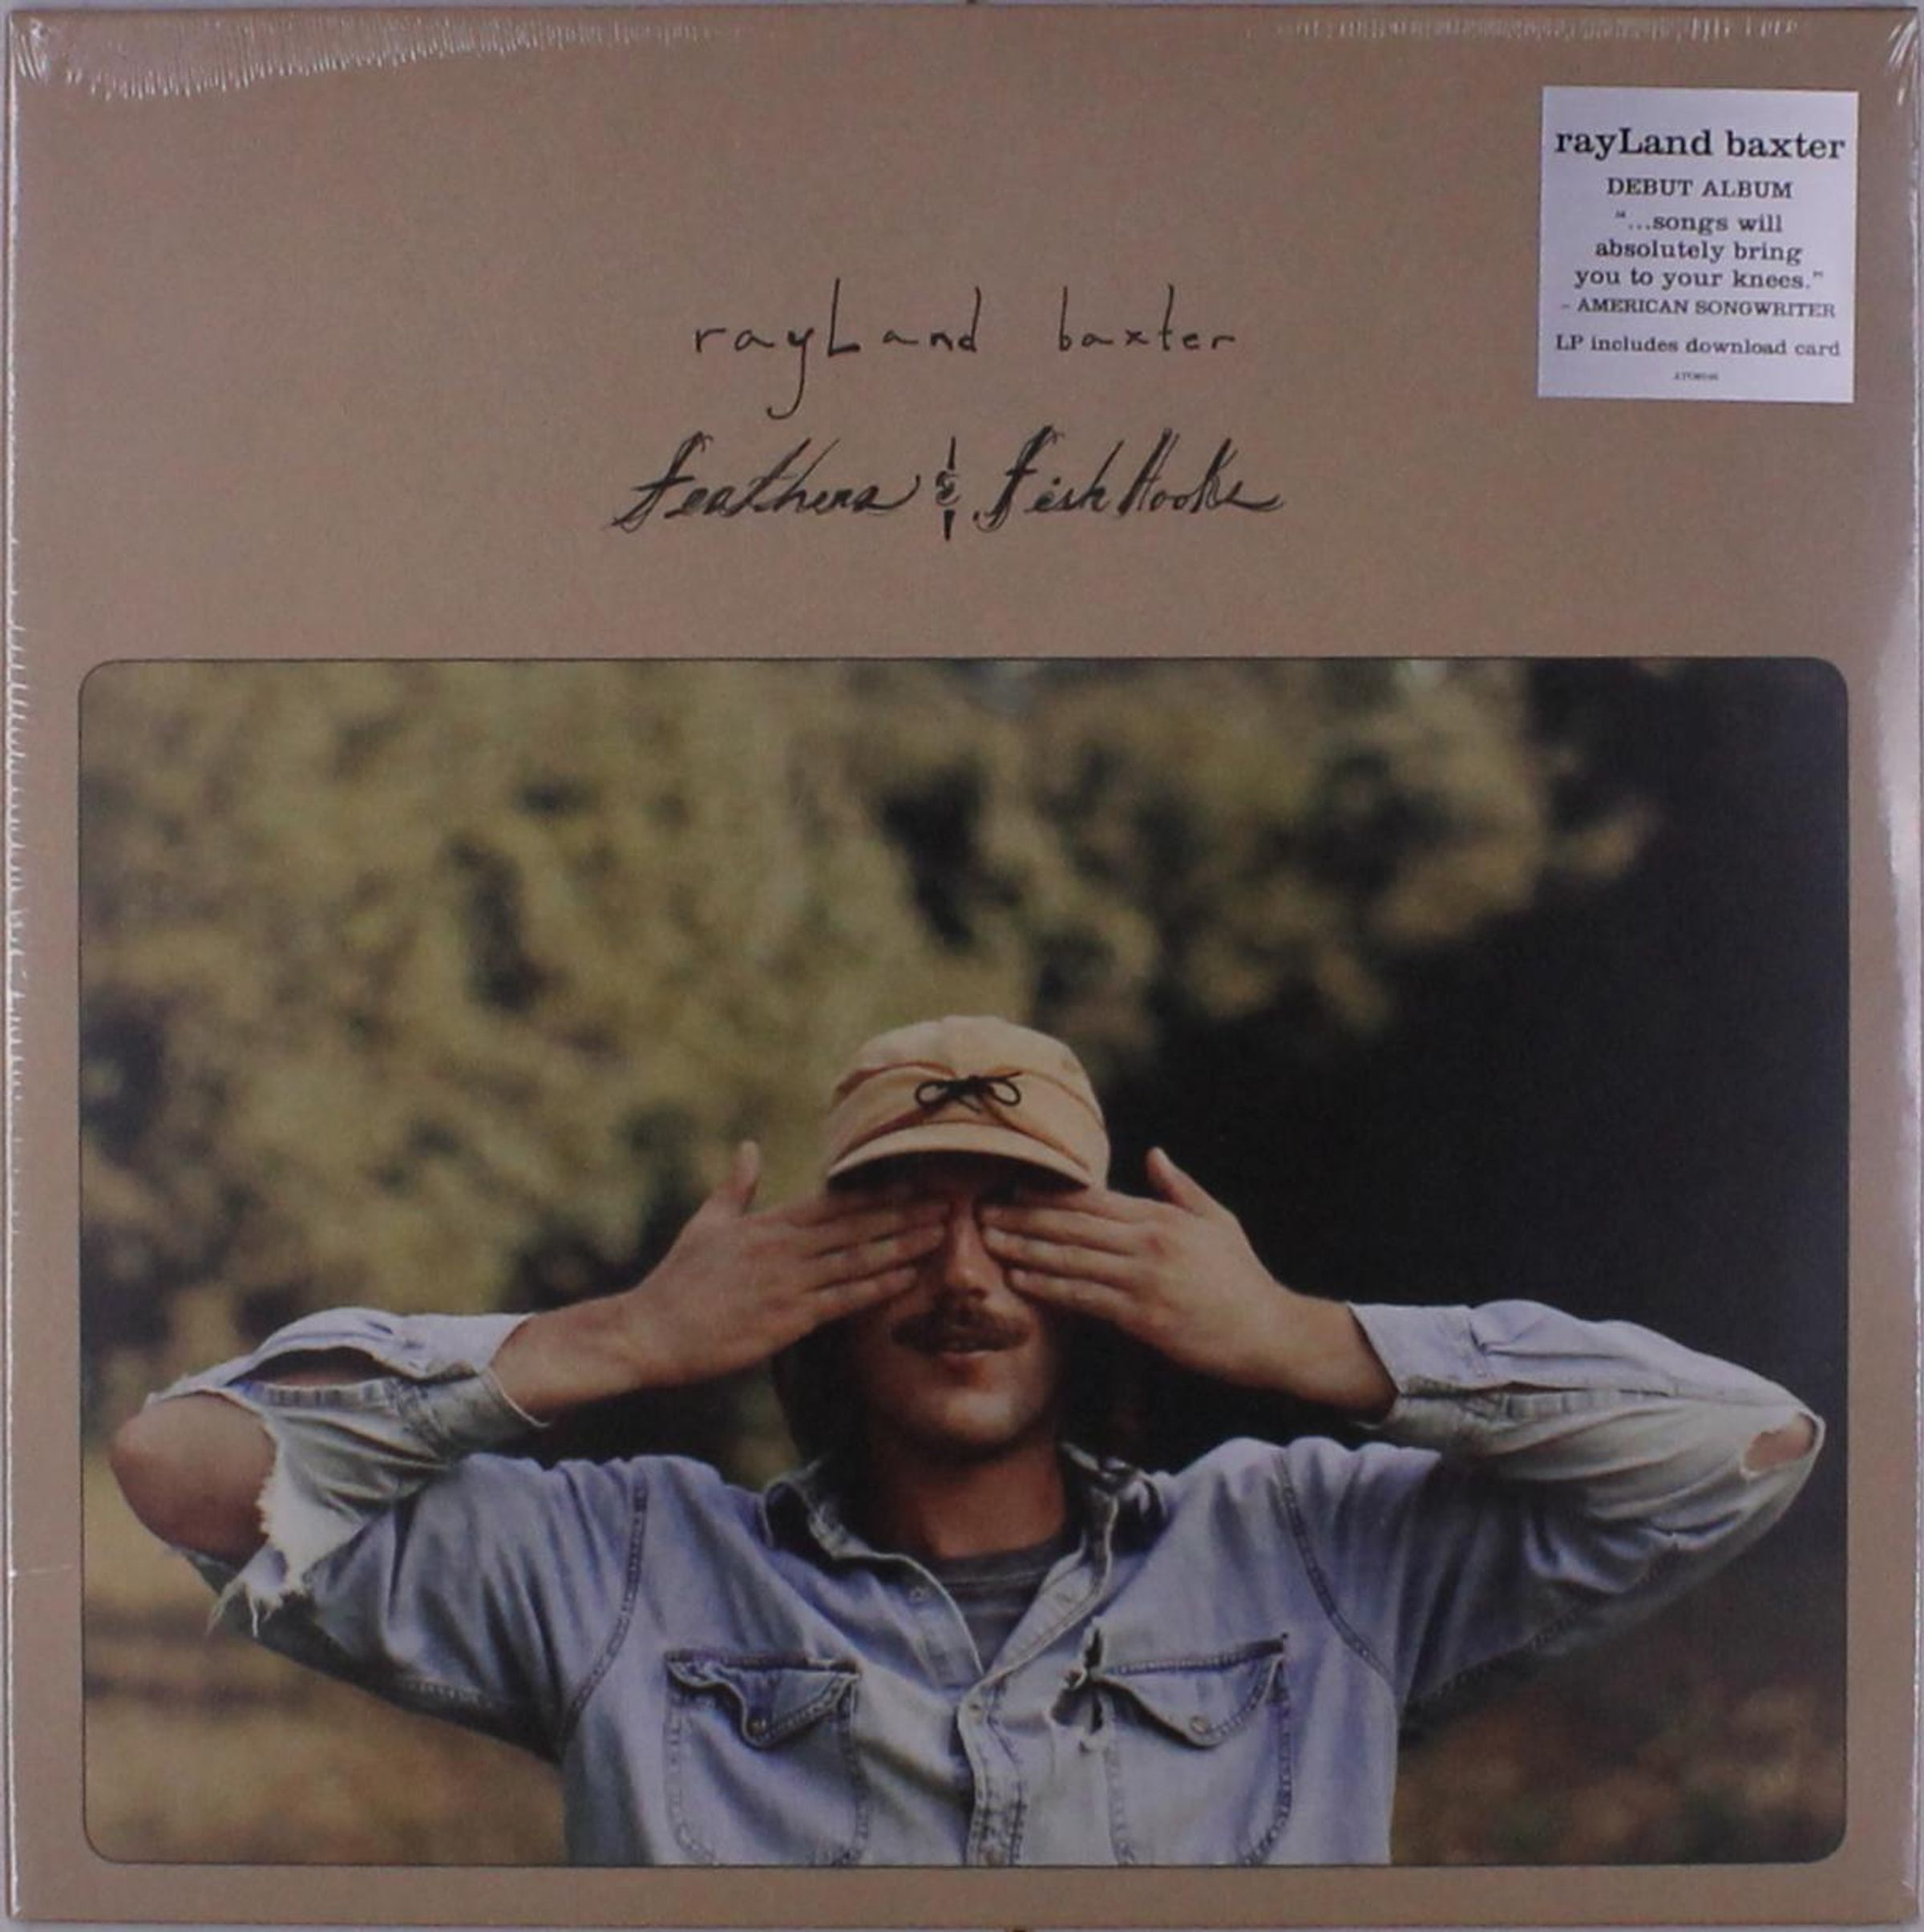 rayLand baxter
Feathers & FishHooks
rayLand baxter
DEBUT ALBUM
"...songs will
absolutely bring
you to your knees."
– AMERICAN SONGWRITER
LP includes download card